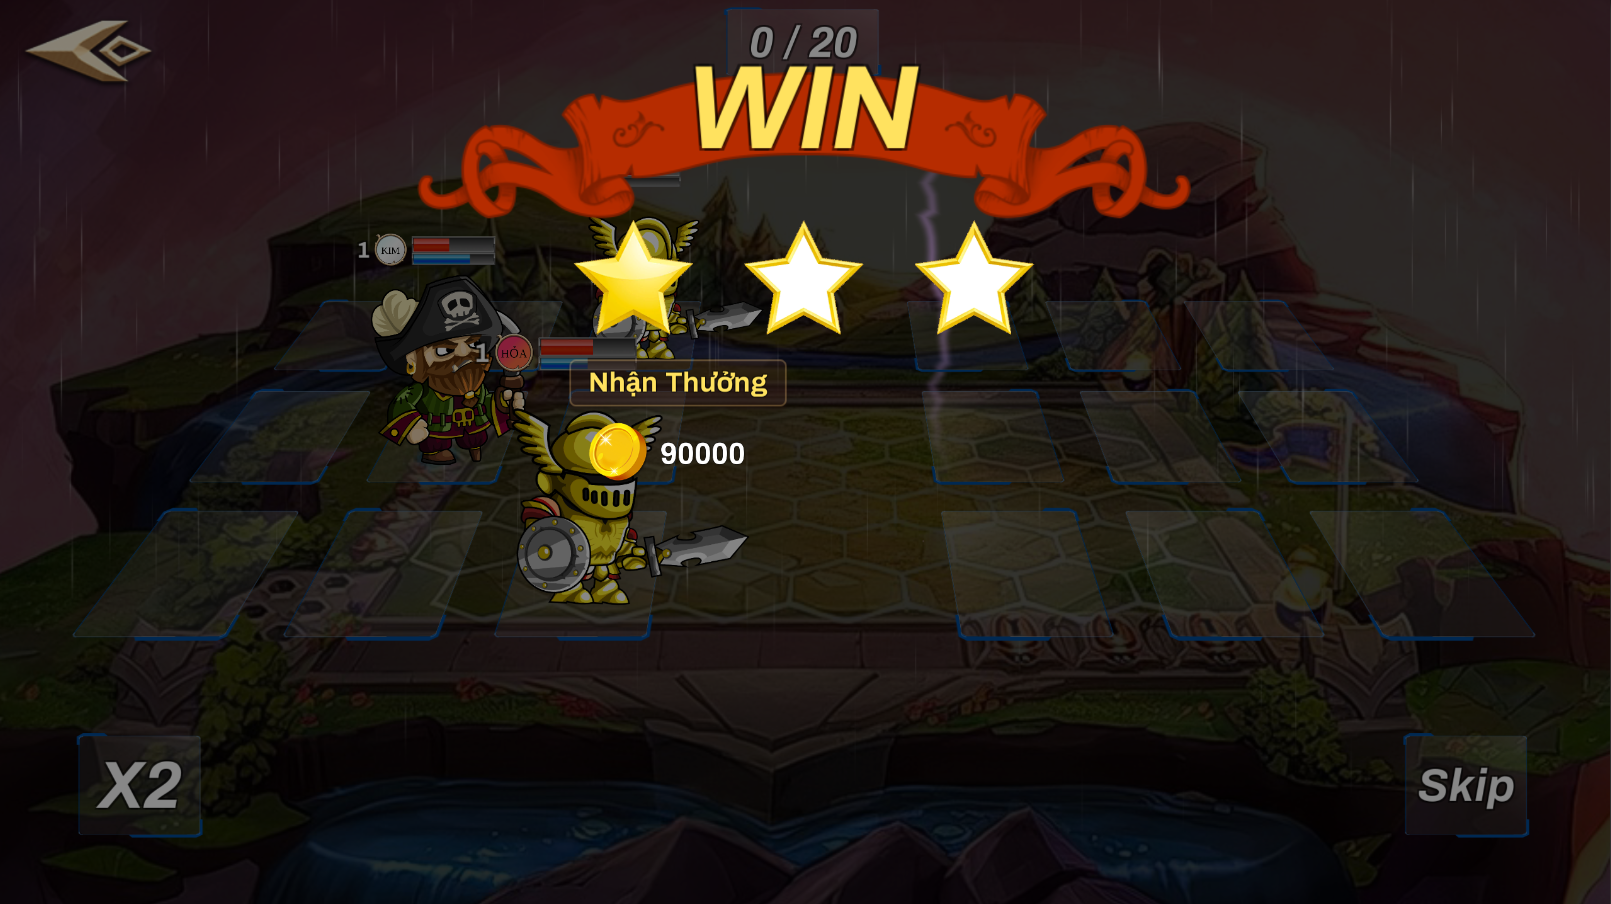 0 / 20
WIN
1 KIM
1 HỎA
Nhận Thưởng
90000
X2
Skip